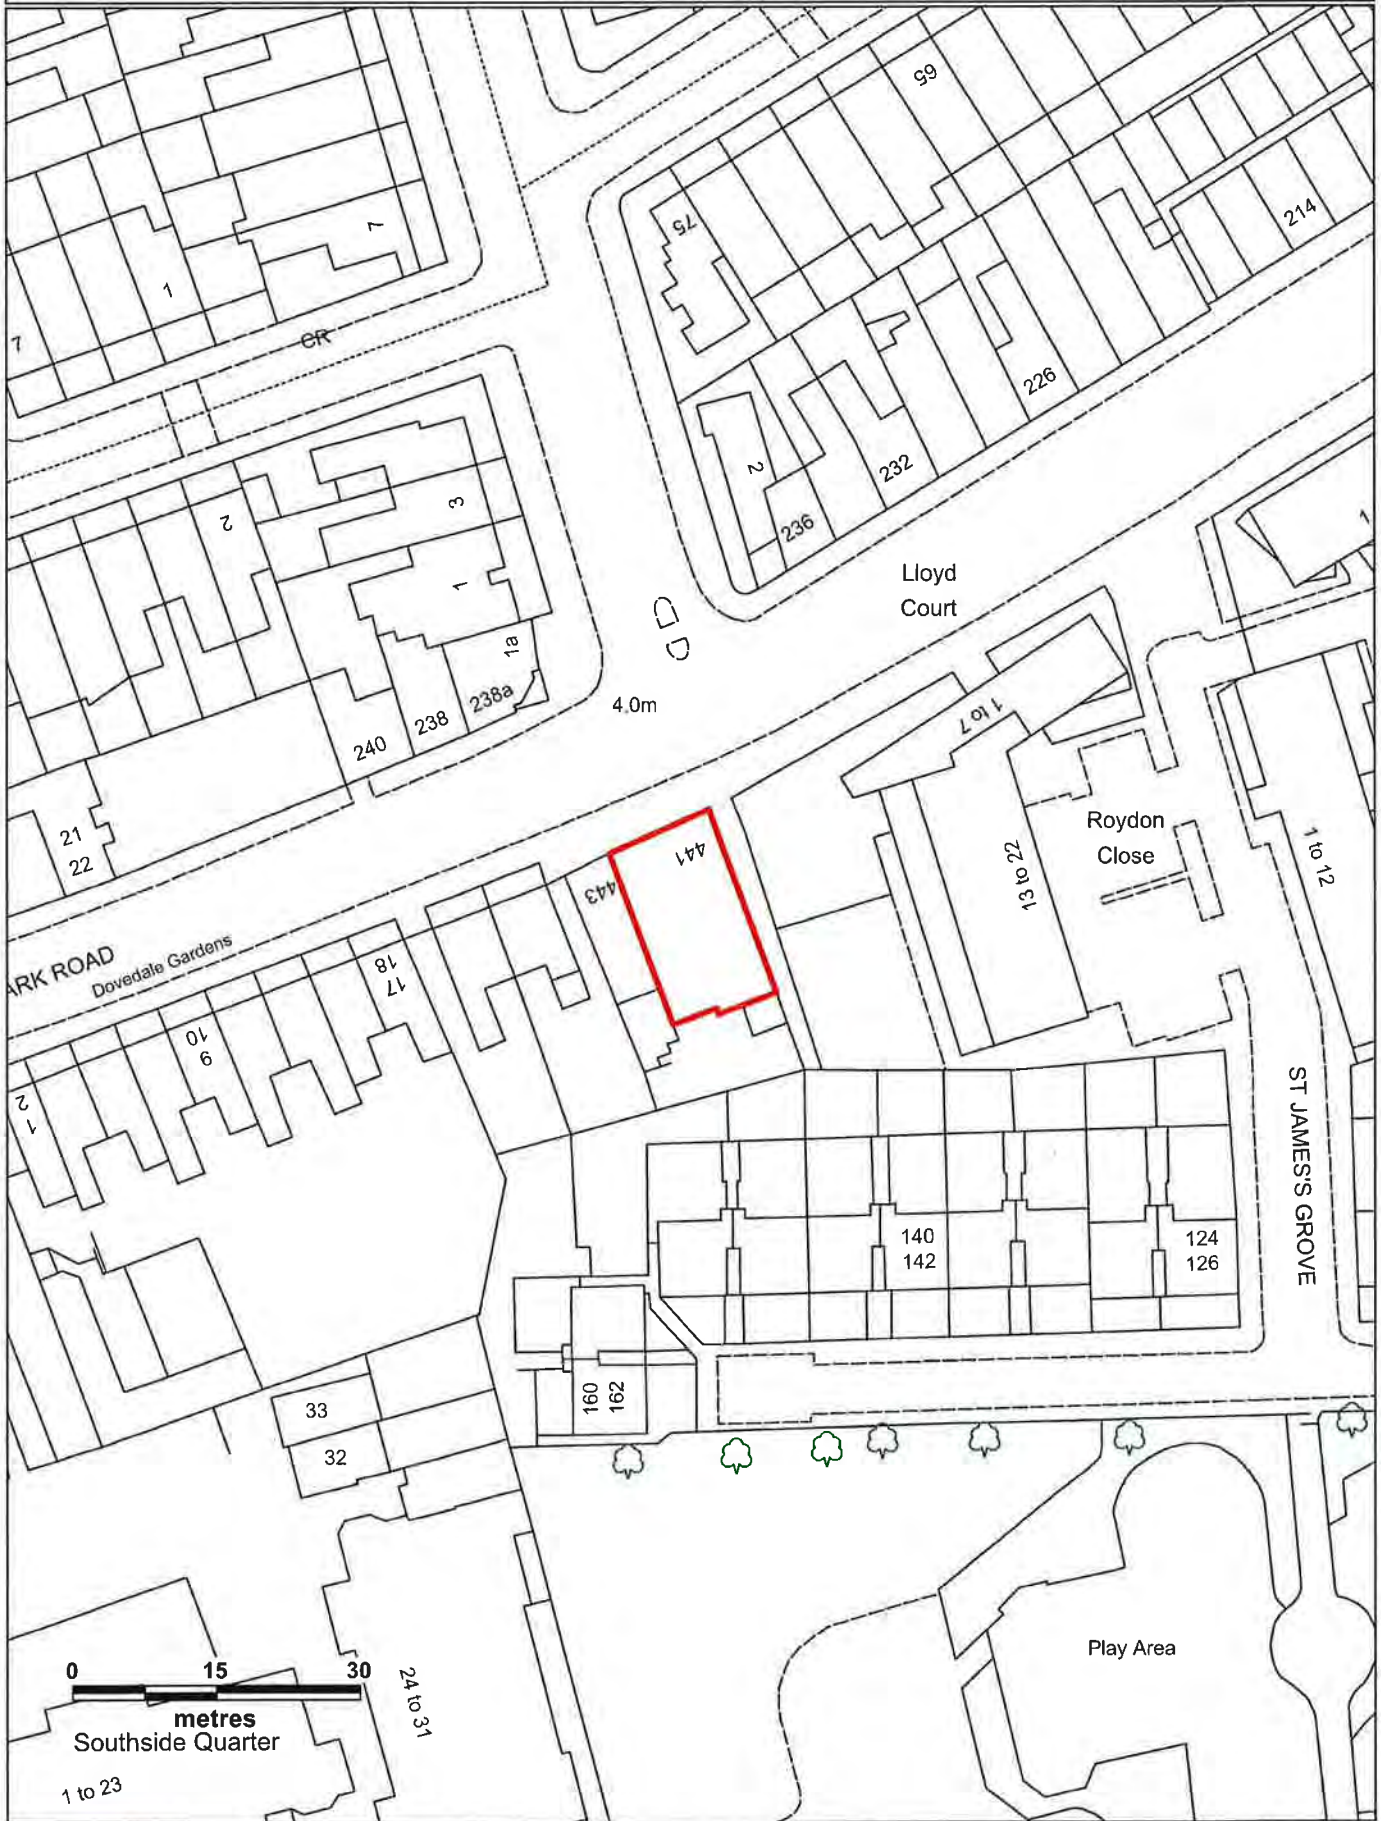 65
75
7
1
7
CR
214
226
232
236
2
2
3
1
1a
238a
238
240
4.0m
Lloyd
Court
1
1 to 7
21
22
441
443
Roydon
Close
13 to 22
1 to 12
ARK ROAD
Dovedale Gardens
18
17
10
9
2
1
ST JAMES'S GROVE
140
142
124
126
160
162
33
32
Play Area
24 to 31
0 15 30
metres
Southside Quarter
1 to 23